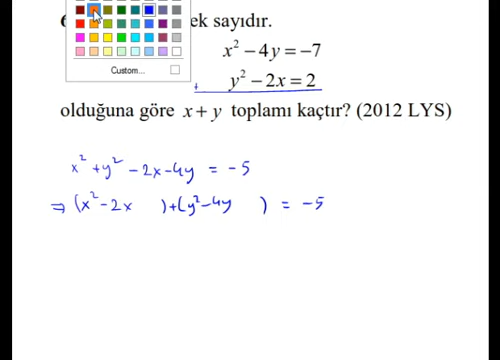 6
ek sayıdır.
x² − 4y = −7
+ y² − 2x = 2
Custom...
olduğuna göre x + y toplamı kaçtır? (2012 LYS)
x² + y² − 2x − 4y = −5
⇒ (x² − 2x ) + (y² − 4y ) = −5